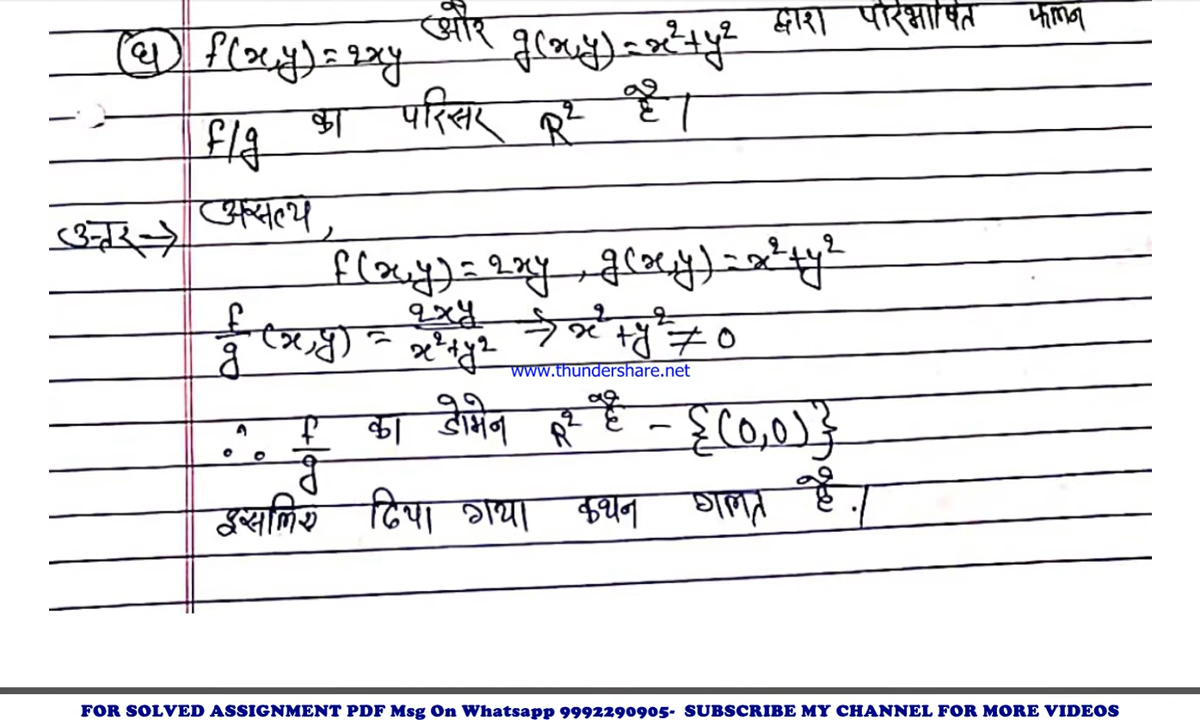 (घ) f(x,y)=2xy और g(x,y)=x²+y² द्वारा परिभाषित फलन
f/g का परिसर R² है।
उत्तर→ असत्य,
f(x,y)=2xy, g(x,y)=x²+y²
f/g (x,y) = 2xy/x²+y² → x²+y² ≠ 0
www.thundershare.net
∴ f/g का डोमेन R² है - {(0,0)}
इसलिए दिया गया कथन गलत है.।
FOR SOLVED ASSIGNMENT PDF Msg On Whatsapp 9992290905- SUBSCRIBE MY CHANNEL FOR MORE VIDEOS